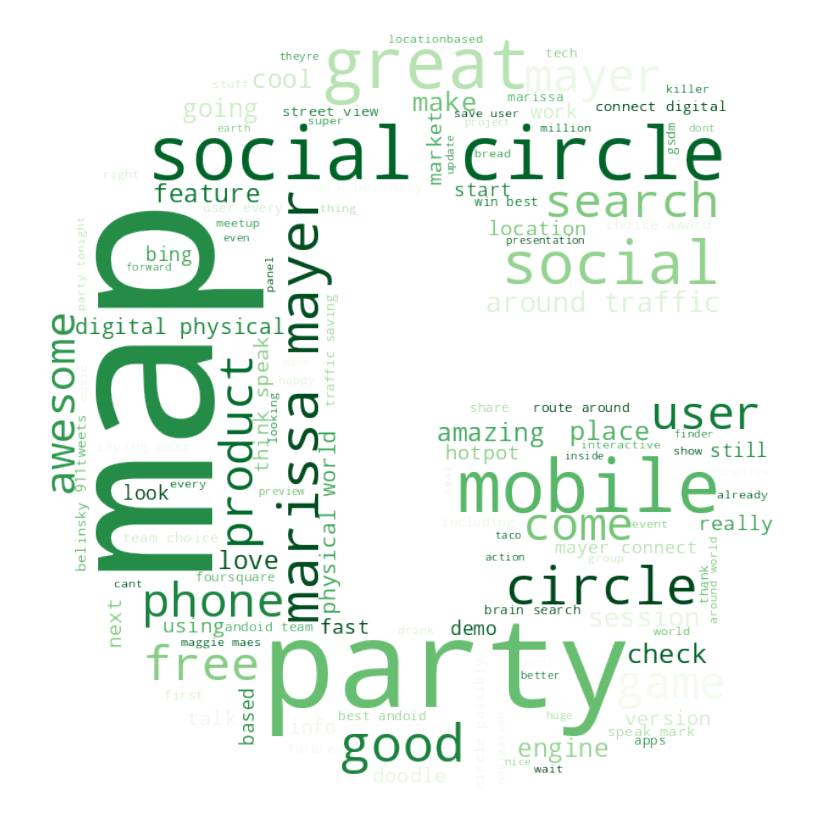 locationbased
theyre
tech
great
mayer
stuff
cool
killer
going
make
marissa
street view
work
connect digital
save user
super
project
earth
market
update
million
gsdm
dont
social circle
bread
right
feature
start
search
win best
user every
thing
location
choice award
meetup
presentation
even
party tonight
map
bing
forward
panel
social
marissa mayer
around traffic
awesome
digital physical
product
think speak
looking
traffic saving
happy
share
route around
user
amazing
place
finder
interactive
still
hotpot
inside
show
belinsky 911tweets
look
every
preview
physical world
mobile
already
including
come
event
really
team choice
love
taco
mayer connect
group
action
thank
around world
cant
foursquare
circle
phone
brain search
session
next
using
andoid team
fast
drink
demo
world
maggie maes
check
free
party
better
game
first
based
talk
info
best andoid
huge
version
speak mark
future
good
circle possibly
navigation
engine
apps
doodle
nice
wait